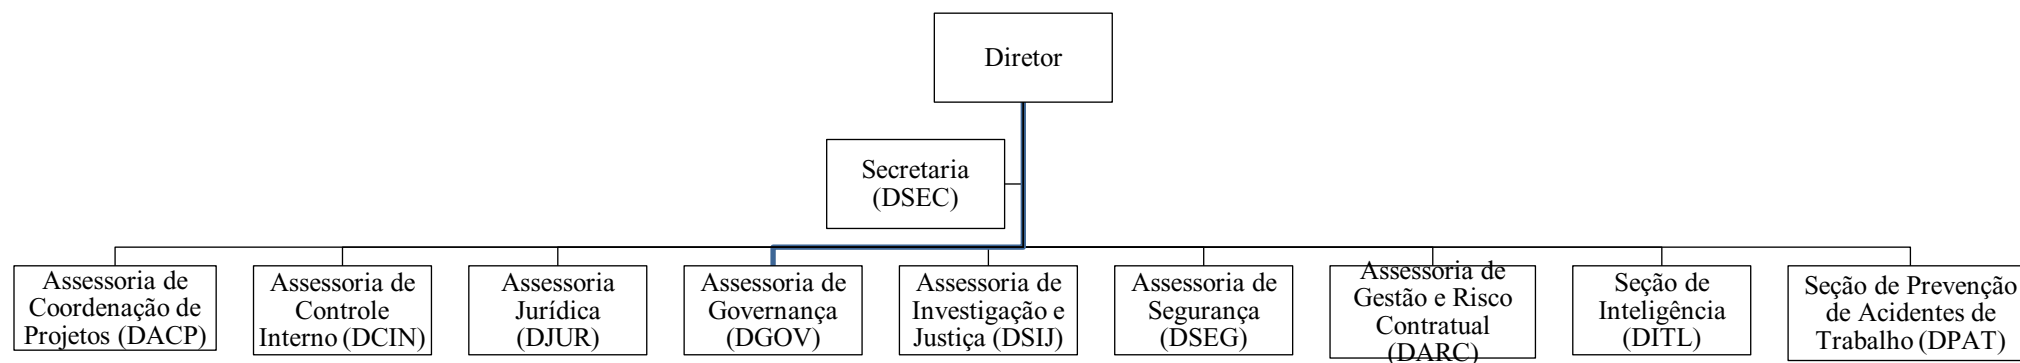 Diretor
Secretaria
(DSEC)
Assessoria de
Coordenação de
Projetos (DACP)
Assessoria de
Controle
Interno (DCIN)
Assessoria
Jurídica
(DJUR)
Assessoria de
Governança
(DGOV)
Assessoria de
Investigação e
Justiça (DSIJ)
Assessoria de
Segurança
(DSEG)
Assessoria de
Gestão e Risco
Contratual
(DARC)
Seção de
Inteligência
(DITL)
Seção de Prevenção
de Acidentes de
Trabalho (DPAT)